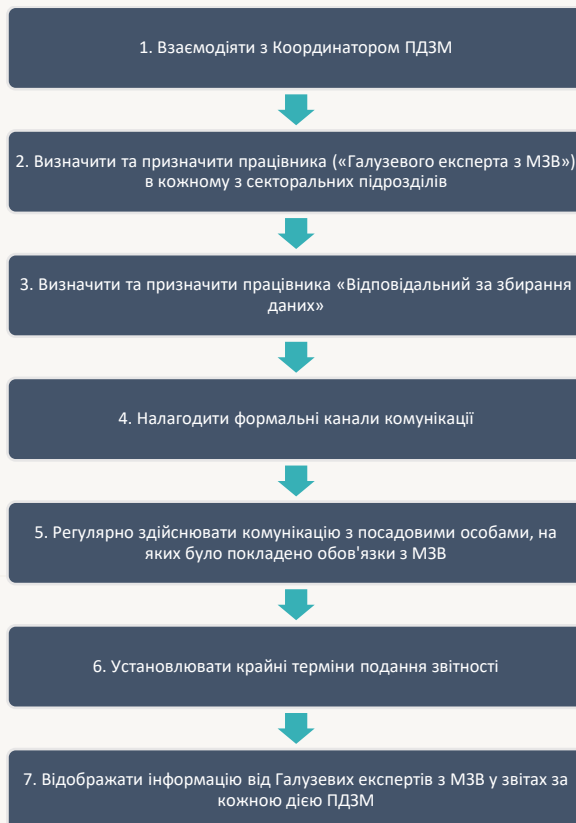 1. Взаємодіяти з Координатором ПДЗМ
2. Визначити та призначити працівника («Галузевого експерта з МЗВ»)
в кожному з секторальних підрозділів
3. Визначити та призначити працівника «Відповідальний за збирання
даних»
4. Налагодити формальні канали комунікації
5. Регулярно здійснювати комунікацію з посадовими особами, на
яких було покладено обов'язки з МЗВ
6. Установлювати крайні терміни подання звітності
7. Відображати інформацію від Галузевих експертів з МЗВ у звітах за
кожною дією ПДЗМ